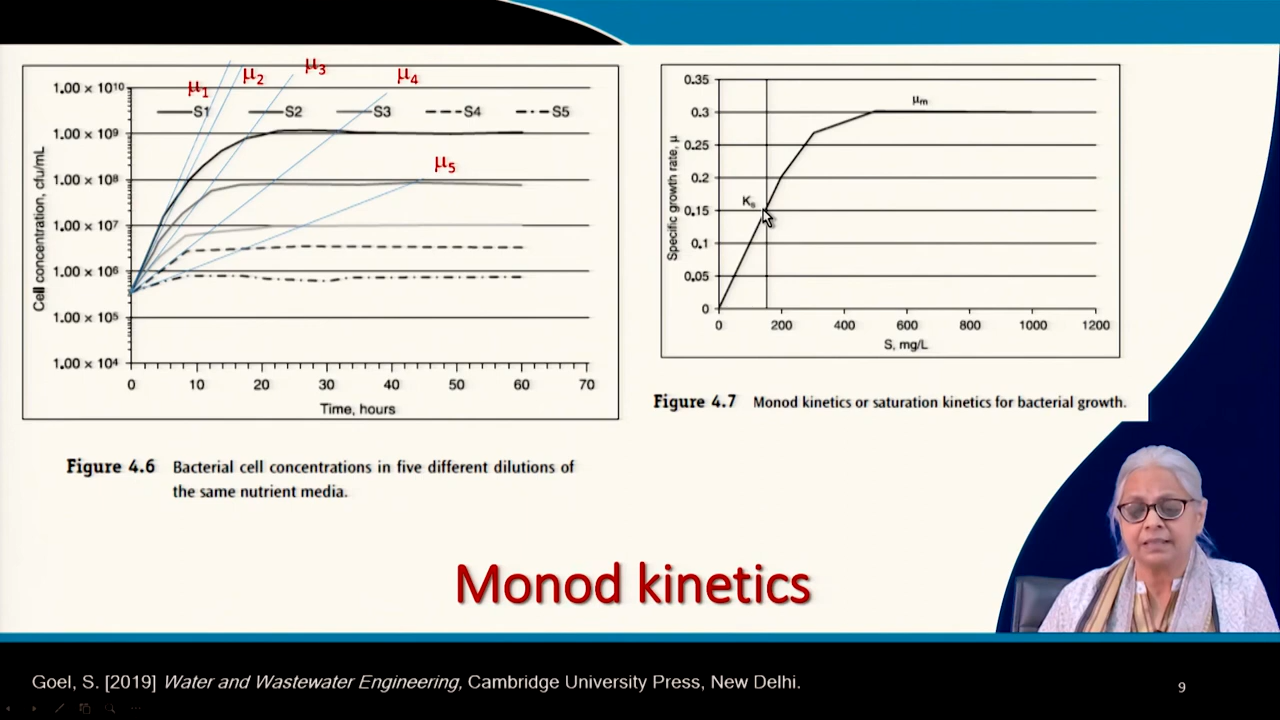 μ1
μ2
μ3
μ4
μ5
1.00 × 1010
1.00 × 109
1.00 × 108
1.00 × 107
1.00 × 106
1.00 × 105
1.00 × 104
S1 S2 S3 S4 S5
Cell concentration, cfu/mL
0 10 20 30 40 50 60 70
Time, hours
Figure 4.6 Bacterial cell concentrations in five different dilutions of
the same nutrient media.
0.35
0.3
0.25
0.2
0.15
0.1
0.05
0
Specific growth rate, μ
μm
Ks
0 200 400 600 800 1000 1200
S, mg/L
Figure 4.7 Monod kinetics or saturation kinetics for bacterial growth.
Monod kinetics
Goel, S. [2019] Water and Wastewater Engineering, Cambridge University Press, New Delhi.
9